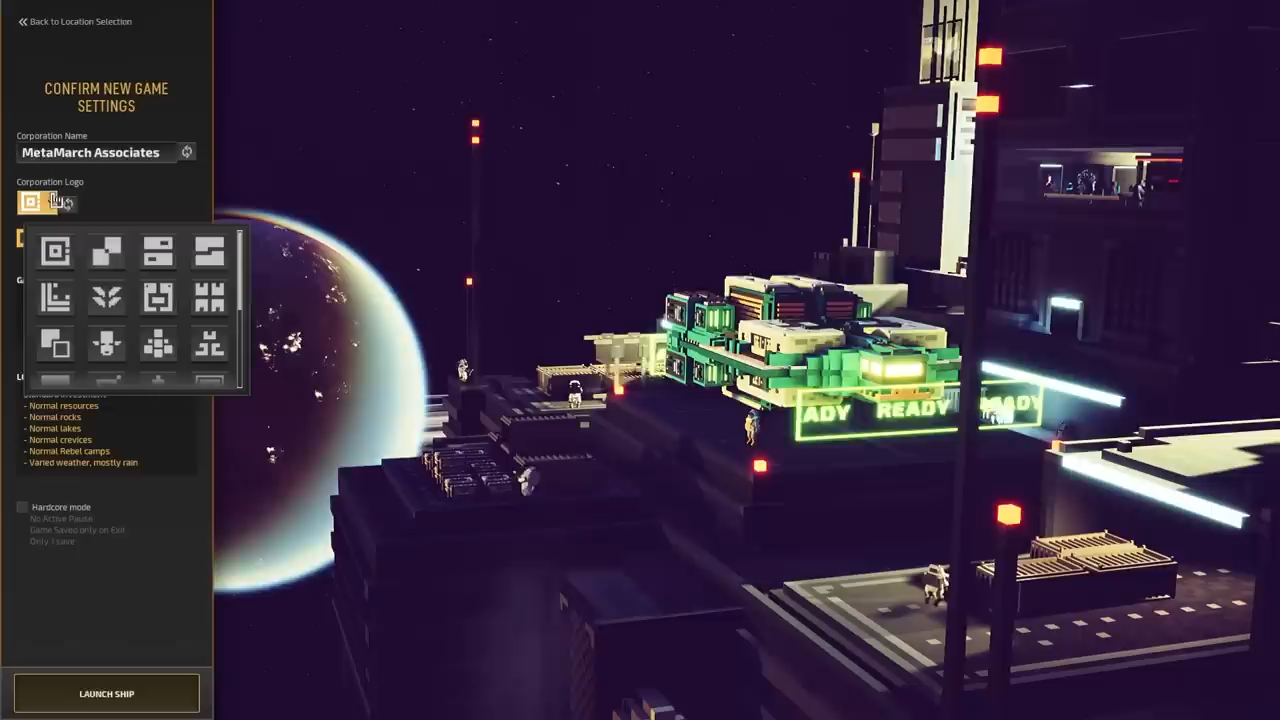 Back to Location Selection
CONFIRM NEW GAME
SETTINGS
Corporation Name
MetaMarch Associates
Corporation Logo
- Normal resources
- Normal rocks
- Normal lakes
- Normal crevices
- Normal Rebel camps
- Varied weather, mostly rain
Hardcore mode
No Active Pause
Game Saved only on Exit
Only 1 save
LAUNCH SHIP
ADY READY READY